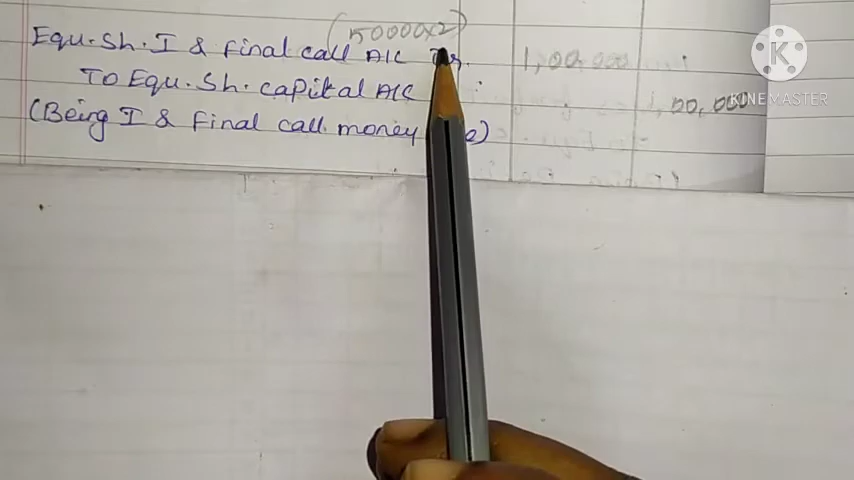 (50000x2)
Equ.Sh.I & final call A/C Dr. 1,00,000
To Equ.Sh.capital A/C 1,00,000
(Being I & Final call money)
KINEMASTER